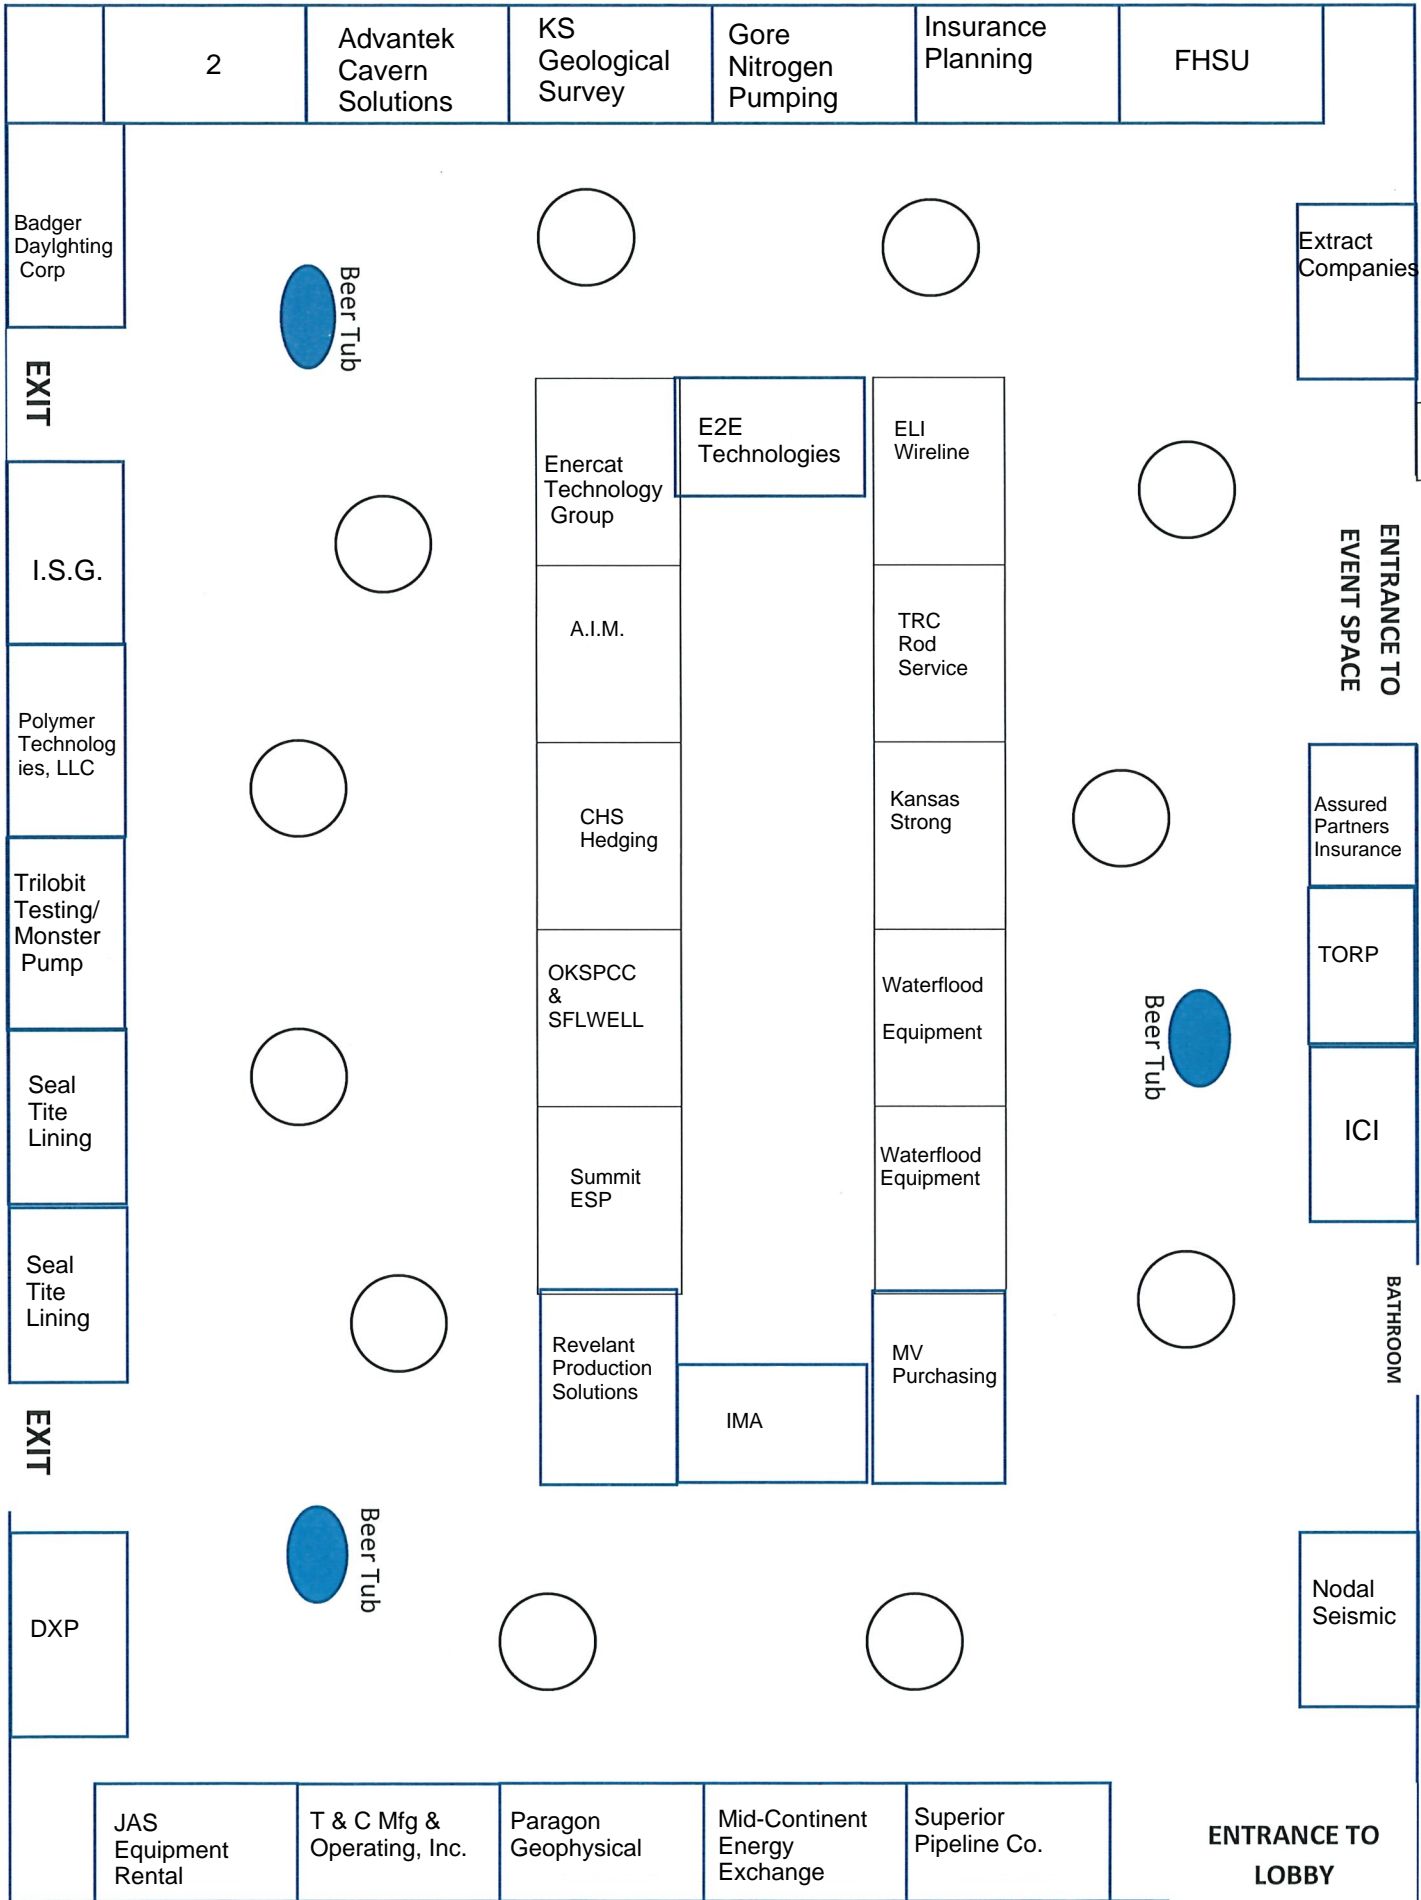 2
Advantek
Cavern
Solutions
KS
Geological
Survey
Gore
Nitrogen
Pumping
Insurance
Planning
FHSU
Badger
Daylghting
Corp
Beer Tub
Extract
Companies
EXIT
Enercat
Technology
Group
E2E
Technologies
ELI
Wireline
I.S.G.
A.I.M.
TRC
Rod
Service
ENTRANCE TO
EVENT SPACE
Polymer
Technolog
ies, LLC
CHS
Hedging
Kansas
Strong
Assured
Partners
Insurance
Trilobit
Testing/
Monster
Pump
OKSPCC
&
SFLWELL
Waterflood
Equipment
Beer Tub
TORP
Seal
Tite
Lining
Summit
ESP
Waterflood
Equipment
ICI
Seal
Tite
Lining
Revelant
Production
Solutions
IMA
MV
Purchasing
BATHROOM
EXIT
Beer Tub
DXP
Nodal
Seismic
JAS
Equipment
Rental
T & C Mfg &
Operating, Inc.
Paragon
Geophysical
Mid-Continent
Energy
Exchange
Superior
Pipeline Co.
ENTRANCE TO
LOBBY